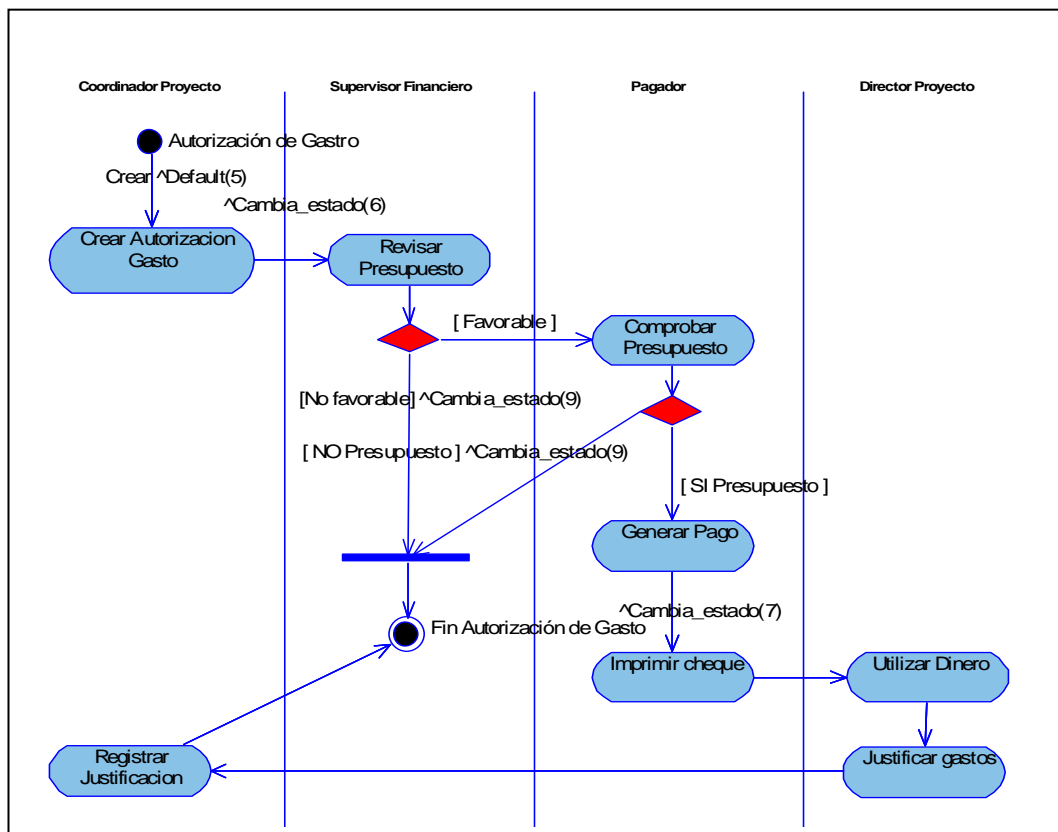 Coordinador Proyecto
Supervisor Financiero
Pagador
Director Proyecto
Autorización de Gastro
Crear ^Default(5)
^Cambia_estado(6)
Crear Autorizacion
Gasto
Revisar
Presupuesto
[ Favorable ]
Comprobar
Presupuesto
[No favorable] ^Cambia_estado(9)
[ NO Presupuesto ] ^Cambia_estado(9)
[ SI Presupuesto ]
Generar Pago
^Cambia_estado(7)
Fin Autorización de Gasto
Imprimir cheque
Utilizar Dinero
Registrar
Justificacion
Justificar gastos